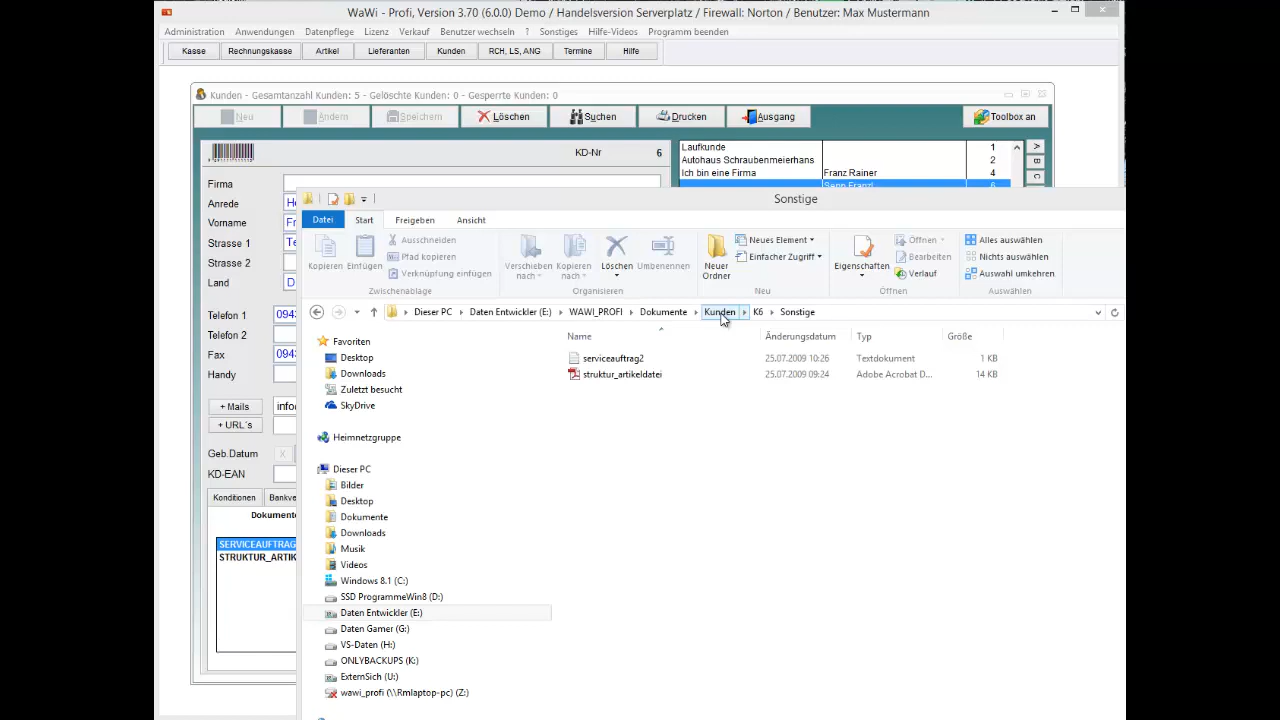 WaWi - Profi, Version 3.70 (6.0.0) Demo / Handelsversion Serverplatz / Firewall: Norton / Benutzer: Max Mustermann
Administration Anwendungen Datenpflege Lizenz Verkauf Benutzer wechseln ? Sonstiges Hilfe-Videos Programm beenden
Kasse Rechnungskasse Artikel Lieferanten Kunden RCH, LS, ANG Termine Hilfe
Kunden - Gesamtanzahl Kunden: 5 - Gelöschte Kunden: 0 - Gesperrte Kunden: 0
Neu Ändern Speichern Löschen Suchen Drucken Ausgang Toolbox an
KD-Nr 6
Laufkunde 1 A
Autohaus Schraubenmeierhans 2 B
Ich bin eine Firma Franz Rainer 4 C
Firma
Anrede
Vorname Fr
Strasse 1 Te
Strasse 2
Land D
Telefon 1 094
Telefon 2
Fax 094
Handy
+ Mails info
+ URL´s
Geb.Datum X
KD-EAN
Konditionen Bankve
Dokumente
SERVICEAUFTRAG
STRUKTUR_ARTIK
Sonstige
Datei Start Freigeben Ansicht
Kopieren Einfügen
Ausschneiden
Pfad kopieren
Verknüpfung einfügen
Zwischenablage
Verschieben nach Kopieren nach Löschen Umbenennen
Organisieren
Neuer Ordner
Neues Element
Einfacher Zugriff
Neu
Eigenschaften
Öffnen
Bearbeiten
Verlauf
Öffnen
Alles auswählen
Nichts auswählen
Auswahl umkehren
Auswählen
Dieser PC Daten Entwickler (E:) WAWI_PROFI Dokumente Kunden K6 Sonstige
Name Änderungsdatum Typ Größe
serviceauftrag2 25.07.2009 10:26 Textdokument 1 KB
struktur_artikeldatei 25.07.2009 09:24 Adobe Acrobat D... 14 KB
Favoriten
Desktop
Downloads
Zuletzt besucht
SkyDrive
Heimnetzgruppe
Dieser PC
Bilder
Desktop
Dokumente
Downloads
Musik
Videos
Windows 8.1 (C:)
SSD ProgrammeWin8 (D:)
Daten Entwickler (E:)
Daten Gamer (G:)
VS-Daten (H:)
ONLYBACKUPS (K:)
ExternSich (U:)
wawi_profi (\\Rmlaptop-pc) (Z:)